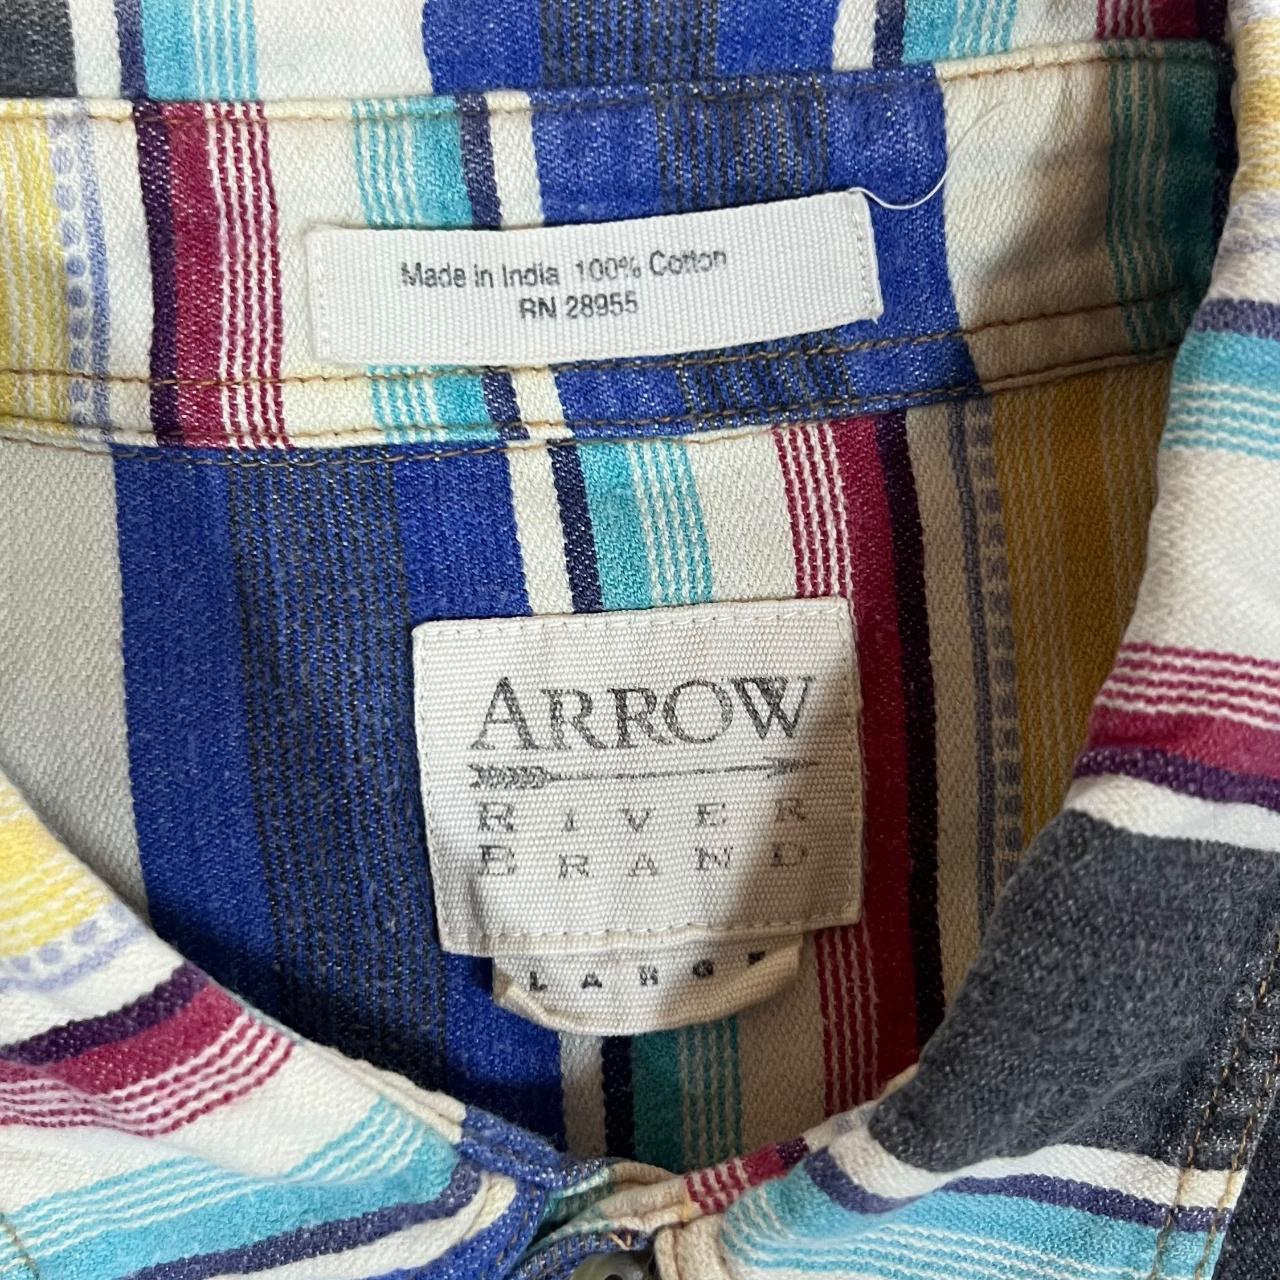 Made in India 100% Cotton
RN 28955
ARROW
RIVER
BRAND
LARGE